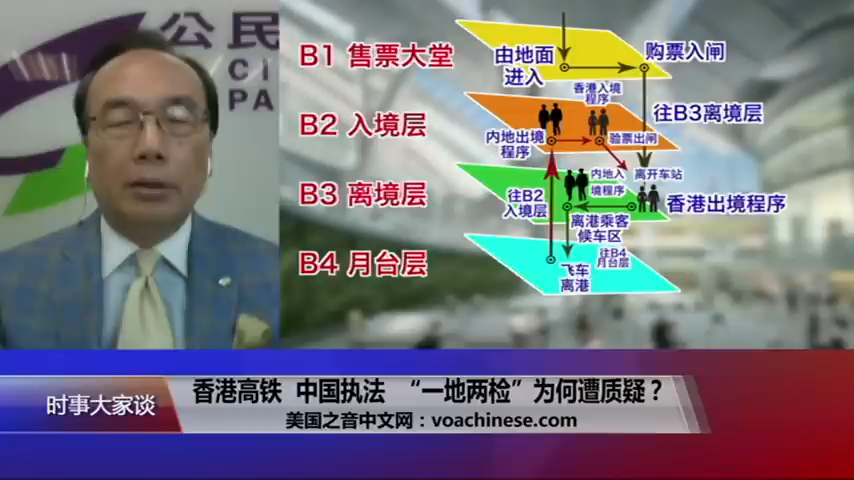 公民
CI
PA
B1 售票大堂
由地面
进入
购票入闸
香港入境
程序
B2 入境层
往B3离境层
内地出境
程序
验票出闸
B3 离境层
内地入
境程序
离开车站
往B2
入境层
香港出境程序
离港乘客
候车区
B4 月台层
往B4
月台层
飞车
离港
时事大家谈
香港高铁 中国执法 “一地两检”为何遭质疑？
美国之音中文网：voachinese.com